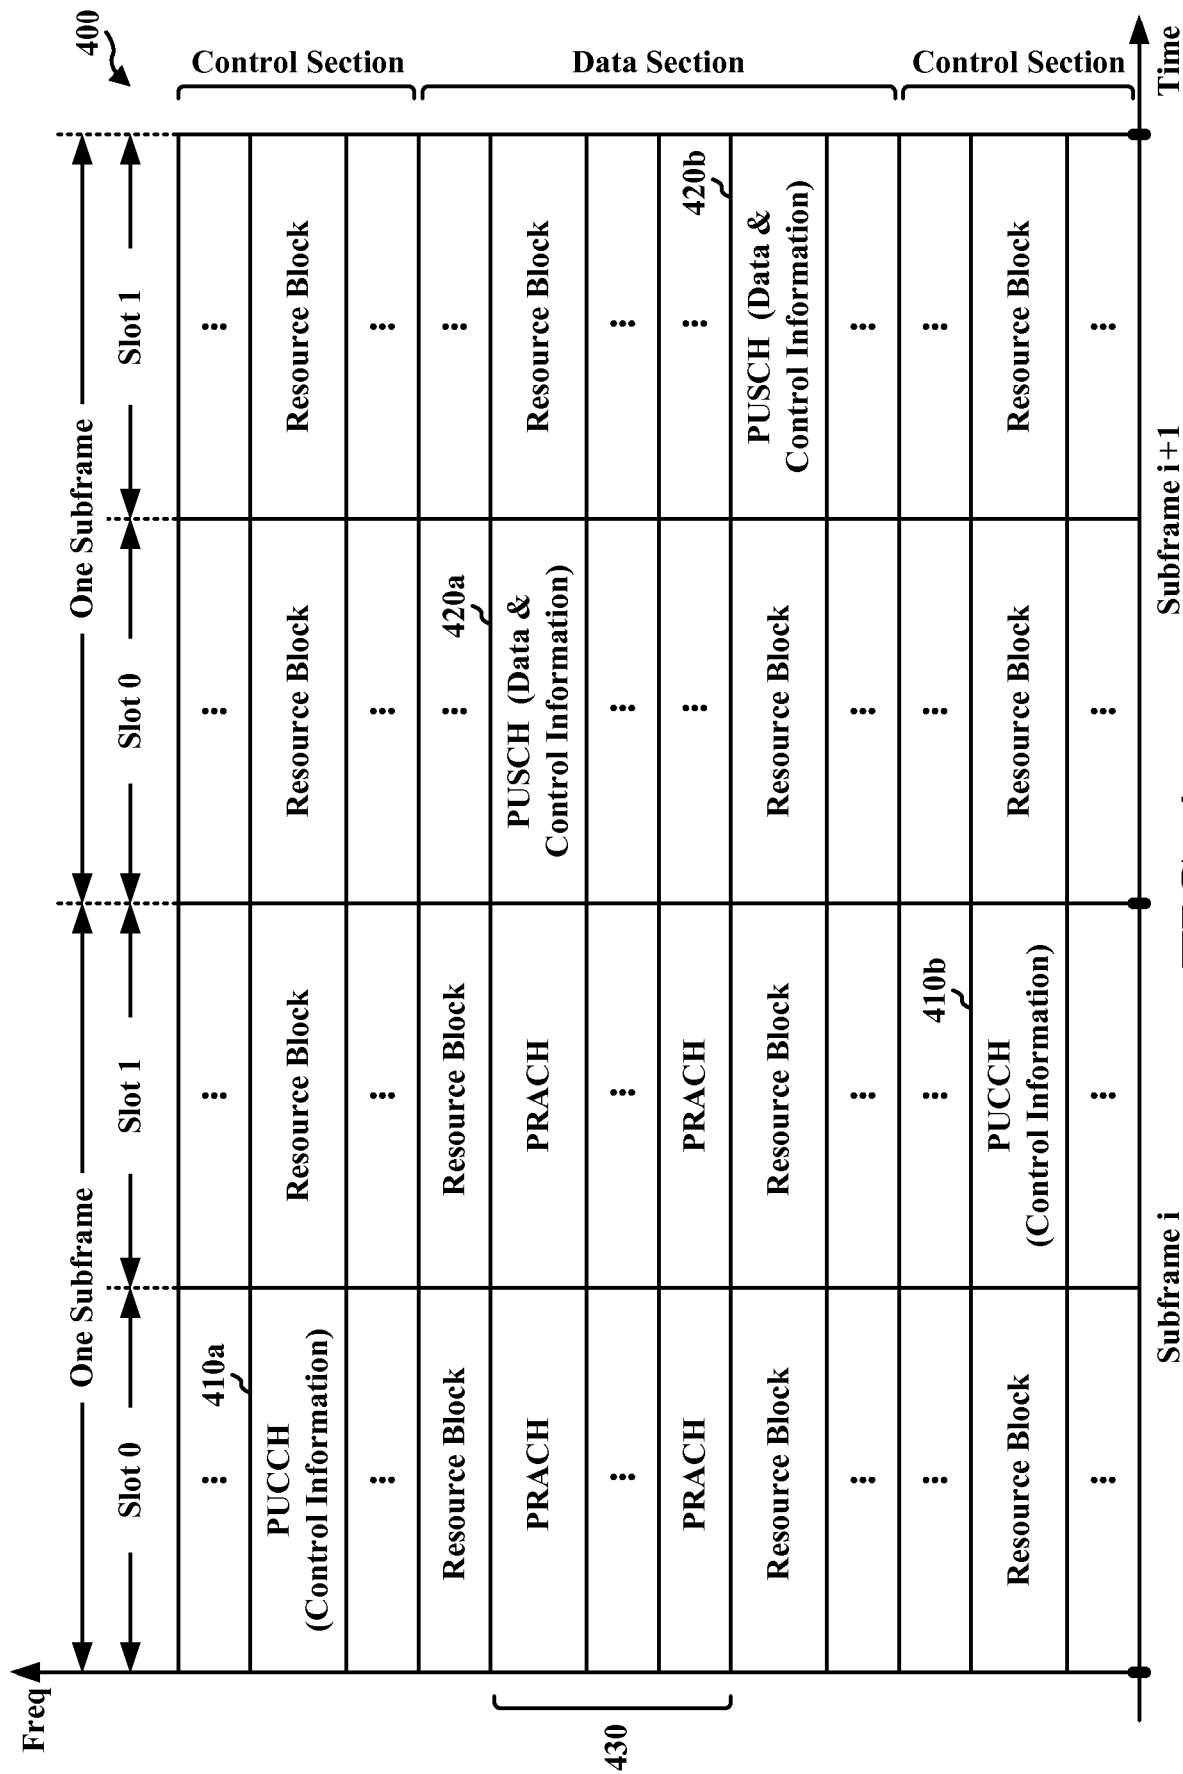 Freq
400
One Subframe
One Subframe
Slot 0
Slot 1
Slot 0
Slot 1
...
410a
...
...
...
PUCCH
(Control Information)
Resource Block
Resource Block
Resource Block
Control Section
...
...
...
...
Resource Block
Resource Block
...
420a
...
PRACH
PRACH
PUSCH (Data &
Control Information)
Resource Block
430
...
...
...
...
Data Section
PRACH
PRACH
...
...
420b
Resource Block
Resource Block
Resource Block
PUSCH (Data &
Control Information)
...
...
...
...
...
...
410b
...
...
Resource Block
PUCCH
(Control Information)
Resource Block
Resource Block
Control Section
...
...
...
...
Subframe i
Subframe i+1
Time